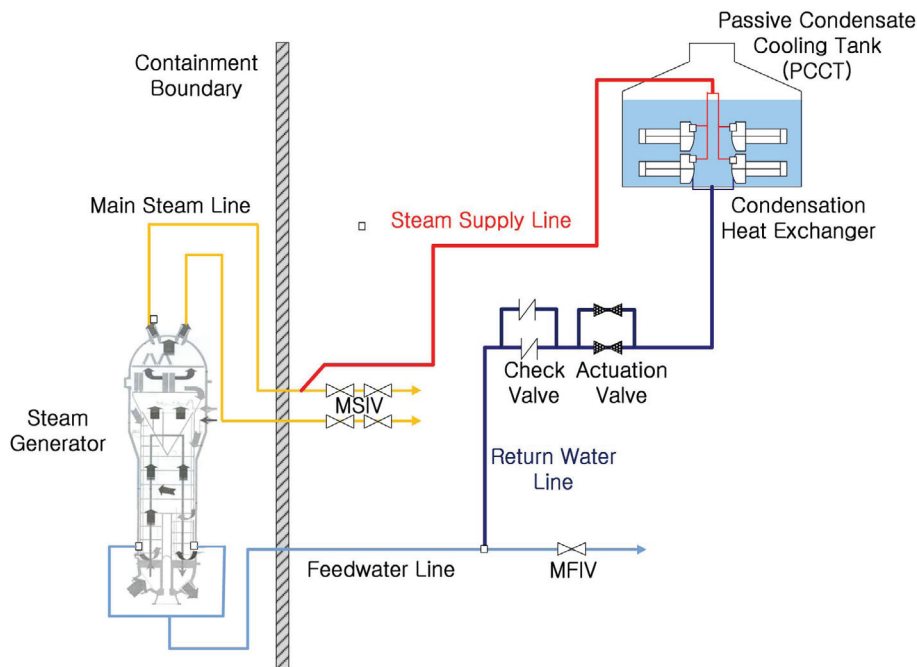 Passive Condensate
Cooling Tank
(PCCT)
Containment
Boundary
Main Steam Line
Steam Supply Line
Condensation
Heat Exchanger
Check
Valve
Actuation
Valve
MSIV
Steam
Generator
Return Water
Line
Feedwater Line
MFIV